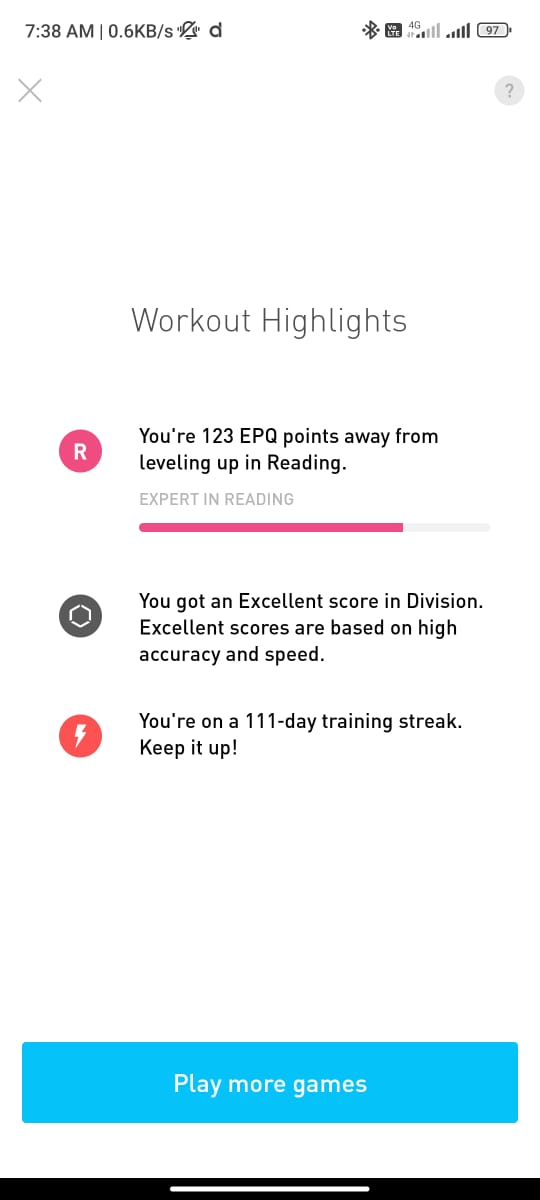 7:38 AM | 0.6KB/s d
Vo LTE 4G 97
?
Workout Highlights
R
You're 123 EPQ points away from
leveling up in Reading.
EXPERT IN READING
You got an Excellent score in Division.
Excellent scores are based on high
accuracy and speed.
You're on a 111-day training streak.
Keep it up!
Play more games